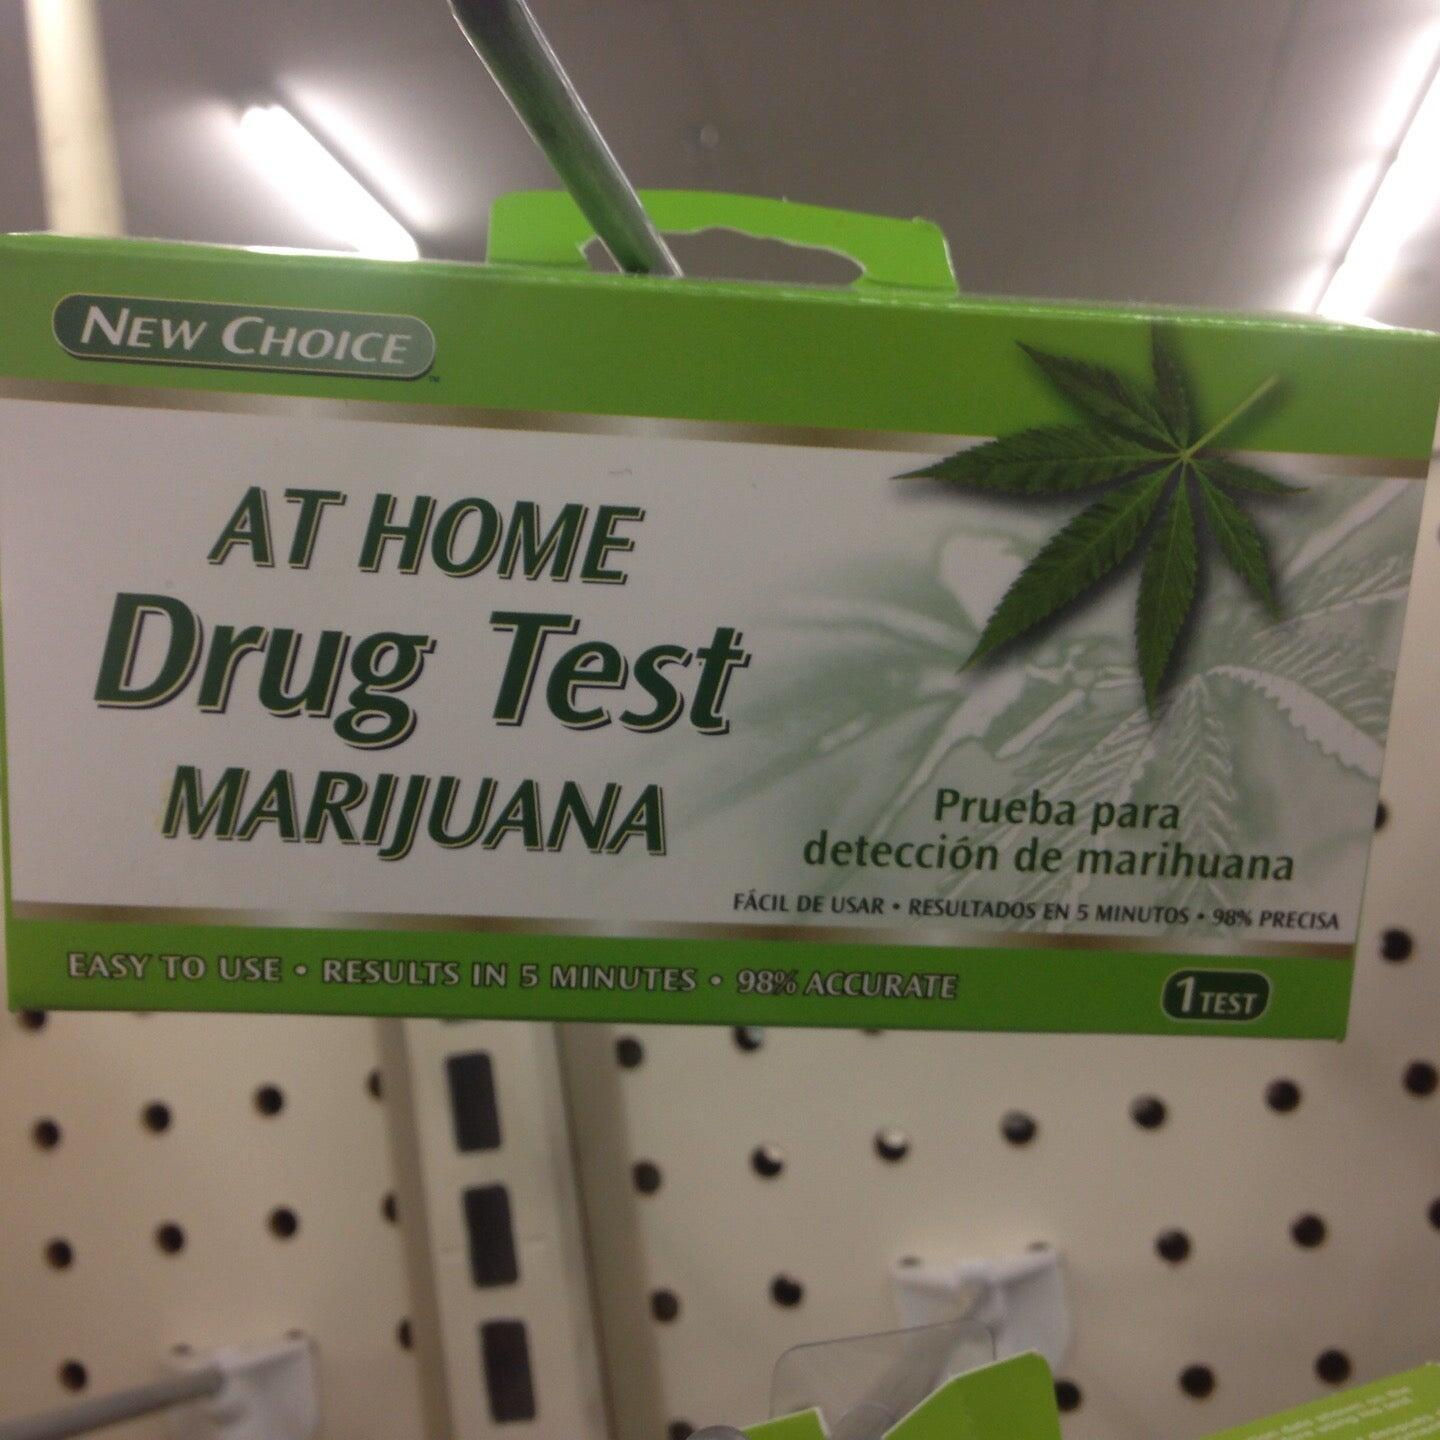 NEW CHOICE™
AT HOME
Drug Test
MARIJUANA
Prueba para
detección de marihuana
FÁCIL DE USAR • RESULTADOS EN 5 MINUTOS • 98% PRECISA
EASY TO USE • RESULTS IN 5 MINUTES • 98% ACCURATE
1 TEST